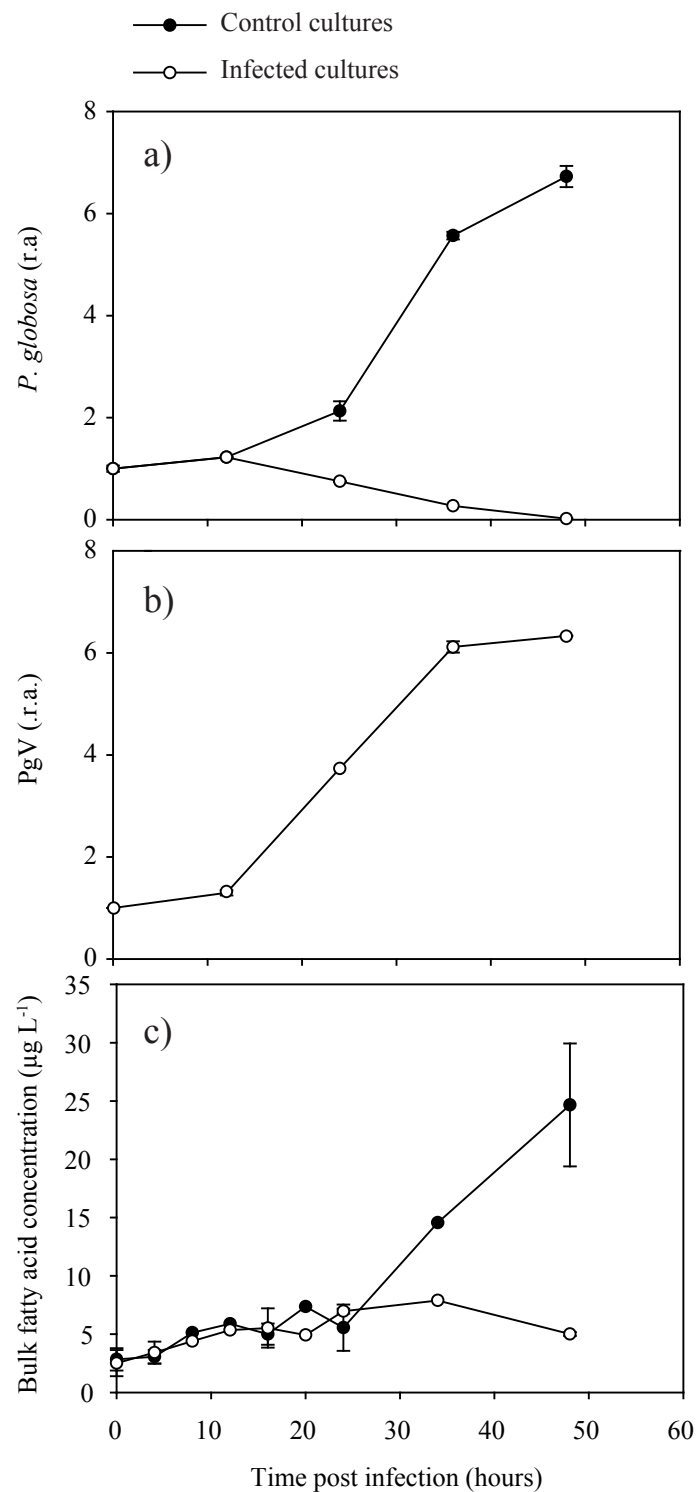 Control cultures
Infected cultures
a)
8
6
4
2
0
P. globosa (r.a)
b)
8
6
4
2
0
PgV (.r.a.)
c)
35
30
25
20
15
10
5
0
Bulk fatty acid concentration (µg L⁻¹)
0 10 20 30 40 50 60
Time post infection (hours)